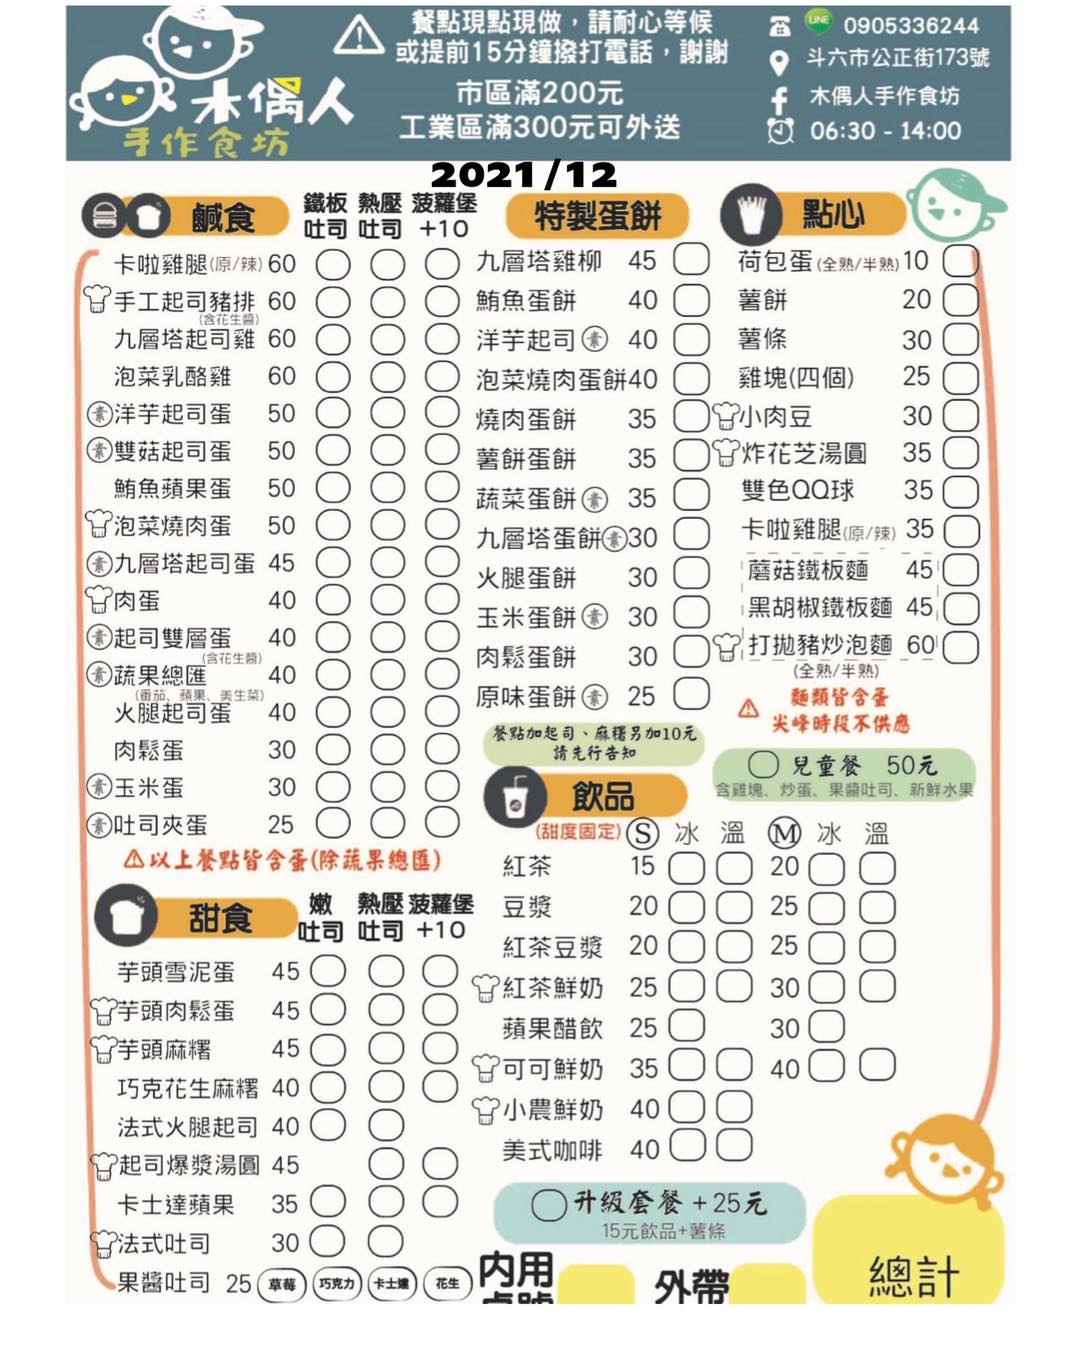 木偶人
手作食坊
餐點現點現做，請耐心等候
或提前15分鐘撥打電話，謝謝
市區滿200元
工業區滿300元可外送
LINE 0905336244
斗六市公正街173號
木偶人手作食坊
06:30 - 14:00
2021/12
鹹食 鐵板吐司 熱壓吐司 菠蘿堡+10
卡啦雞腿(原/辣) 60
手工起司豬排 60
(含花生醬)
九層塔起司雞 60
泡菜乳酪雞 60
素 洋芋起司蛋 50
素 雙菇起司蛋 50
鮪魚蘋果蛋 50
泡菜燒肉蛋 50
素 九層塔起司蛋 45
肉蛋 40
素 起司雙層蛋 40
(含花生醬)
素 蔬果總匯 40
(番茄、蘋果、美生菜)
火腿起司蛋 40
肉鬆蛋 30
素 玉米蛋 30
素 吐司夾蛋 25
以上餐點皆含蛋(除蔬果總匯)
甜食 嫩吐司 熱壓吐司 菠蘿堡+10
芋頭雪泥蛋 45
芋頭肉鬆蛋 45
芋頭麻糬 45
巧克花生麻糬 40
法式火腿起司 40
起司爆漿湯圓 45
卡士達蘋果 35
法式吐司 30
果醬吐司 25 草莓 巧克力 卡士達 花生
特製蛋餅
九層塔雞柳 45
鮪魚蛋餅 40
洋芋起司 素 40
泡菜燒肉蛋餅 40
燒肉蛋餅 35
薯餅蛋餅 35
蔬菜蛋餅 素 35
九層塔蛋餅 素 30
火腿蛋餅 30
玉米蛋餅 素 30
肉鬆蛋餅 30
原味蛋餅 素 25
餐點加起司、麻糬另加10元
請先行告知
飲品
(甜度固定) S 冰 溫 M 冰 溫
紅茶 15 20
豆漿 20 25
紅茶豆漿 20 25
紅茶鮮奶 25 30
蘋果醋飲 25 30
可可鮮奶 35 40
小農鮮奶 40
美式咖啡 40
升級套餐+25元
15元飲品+薯條
點心
荷包蛋(全熟/半熟) 10
薯餅 20
薯條 30
雞塊(四個) 25
小肉豆 30
炸花芝湯圓 35
雙色QQ球 35
卡啦雞腿(原/辣) 35
蘑菇鐵板麵 45
黑胡椒鐵板麵 45
打拋豬炒泡麵 60
(全熟/半熟)
麵類皆含蛋
尖峰時段不供應
兒童餐 50元
含雞塊、炒蛋、果醬吐司、新鮮水果
內用
外帶
總計